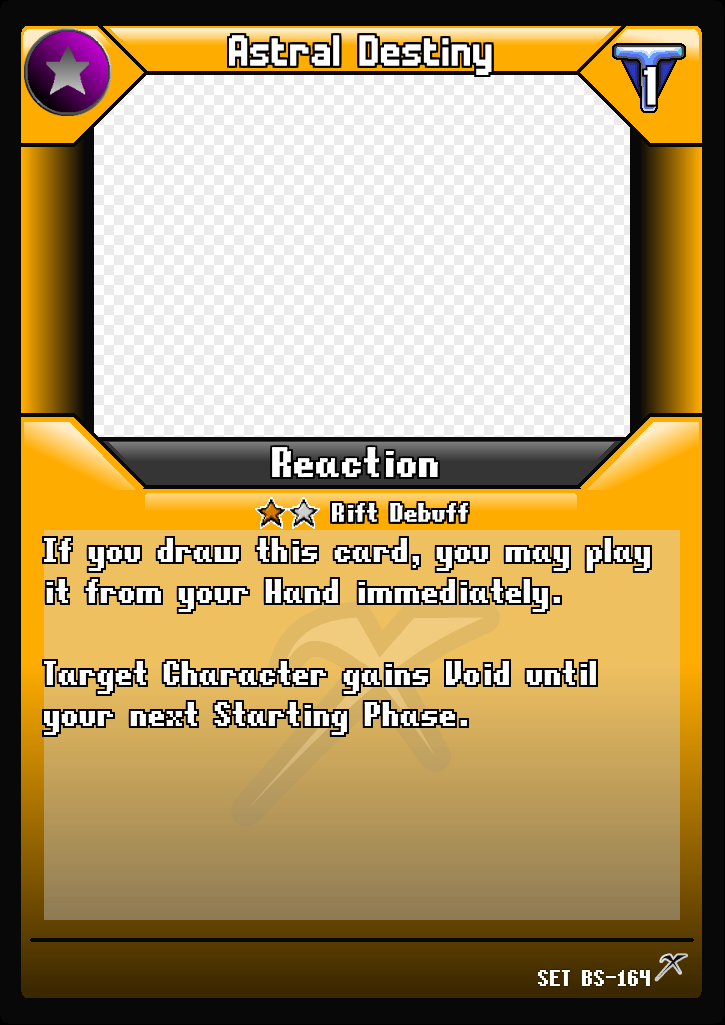 Astral Destiny
1
Reaction
Rift Debuff
If you draw this card, you may play
it from your Hand immediately.
Target Character gains Void until
your next Starting Phase.
SET BS-164